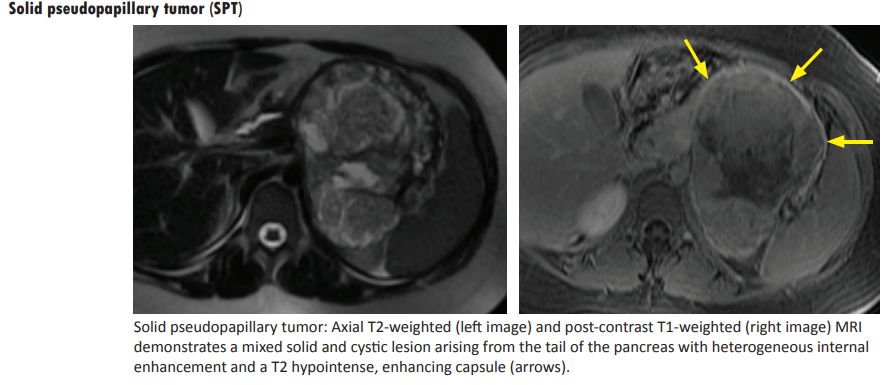 Solid pseudopapillary tumor (SPT)
Solid pseudopapillary tumor: Axial T2-weighted (left image) and post-contrast T1-weighted (right image) MRI
demonstrates a mixed solid and cystic lesion arising from the tail of the pancreas with heterogeneous internal
enhancement and a T2 hypointense, enhancing capsule (arrows).